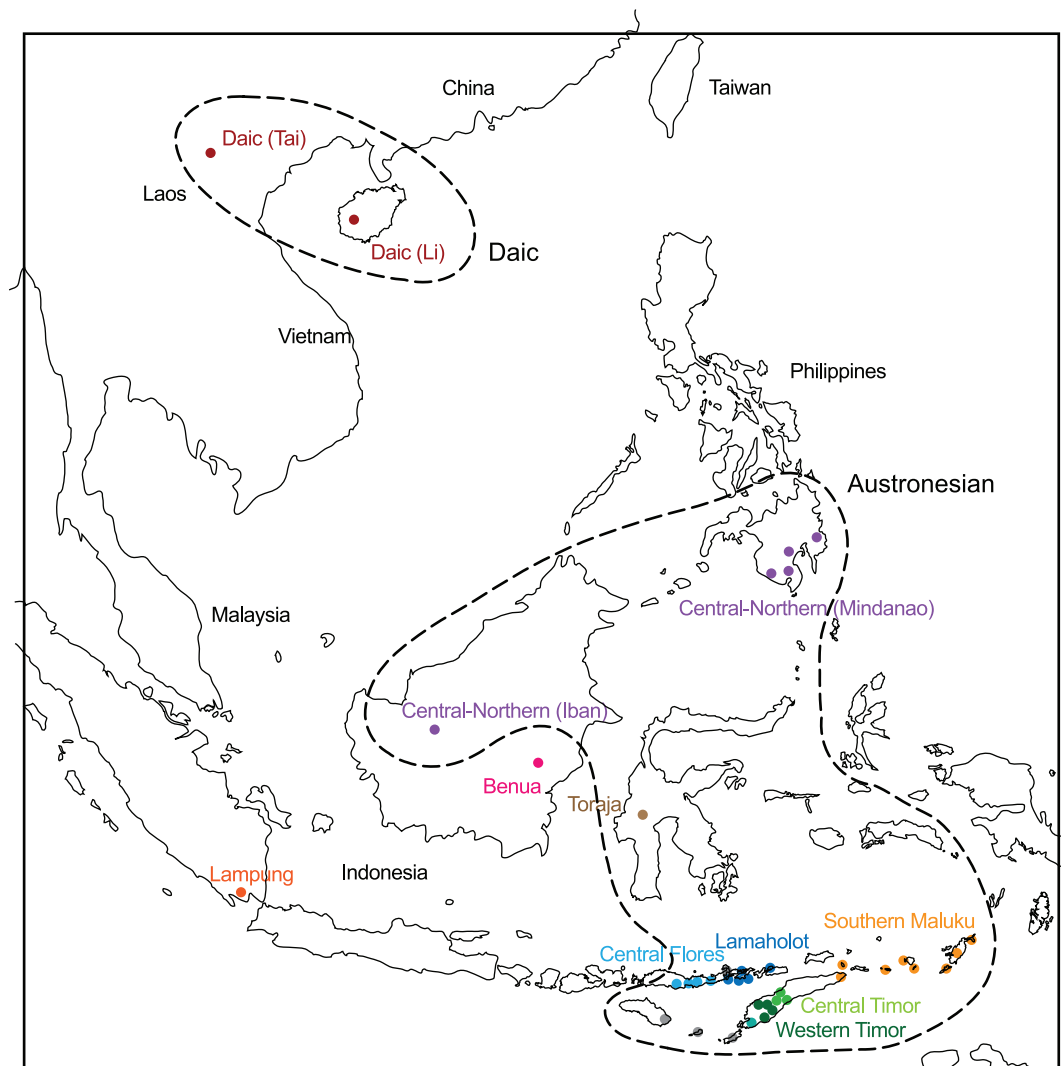 China
Taiwan
Daic (Tai)
Laos
Daic (Li)
Daic
Vietnam
Philippines
Austronesian
Central-Northern (Mindanao)
Malaysia
Central-Northern (Iban)
Benua
Toraja
Lampung
Indonesia
Southern Maluku
Lamaholot
Central Flores
Central Timor
Western Timor